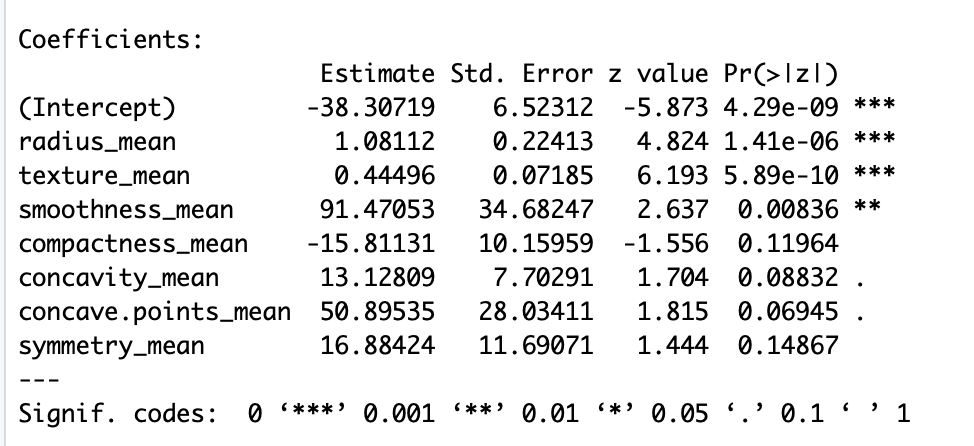 Coefficients:
                   Estimate Std. Error z value Pr(>|z|)
(Intercept)       -38.30719    6.52312  -5.873 4.29e-09 ***
radius_mean         1.08112    0.22413   4.824 1.41e-06 ***
texture_mean        0.44496    0.07185   6.193 5.89e-10 ***
smoothness_mean    91.47053   34.68247   2.637  0.00836 **
compactness_mean  -15.81131   10.15959  -1.556  0.11964
concavity_mean     13.12809    7.70291   1.704  0.08832 .
concave.points_mean 50.89535   28.03411   1.815  0.06945 .
symmetry_mean      16.88424   11.69071   1.444  0.14867
---
Signif. codes:  0 ‘***’ 0.001 ‘**’ 0.01 ‘*’ 0.05 ‘.’ 0.1 ‘ ’ 1